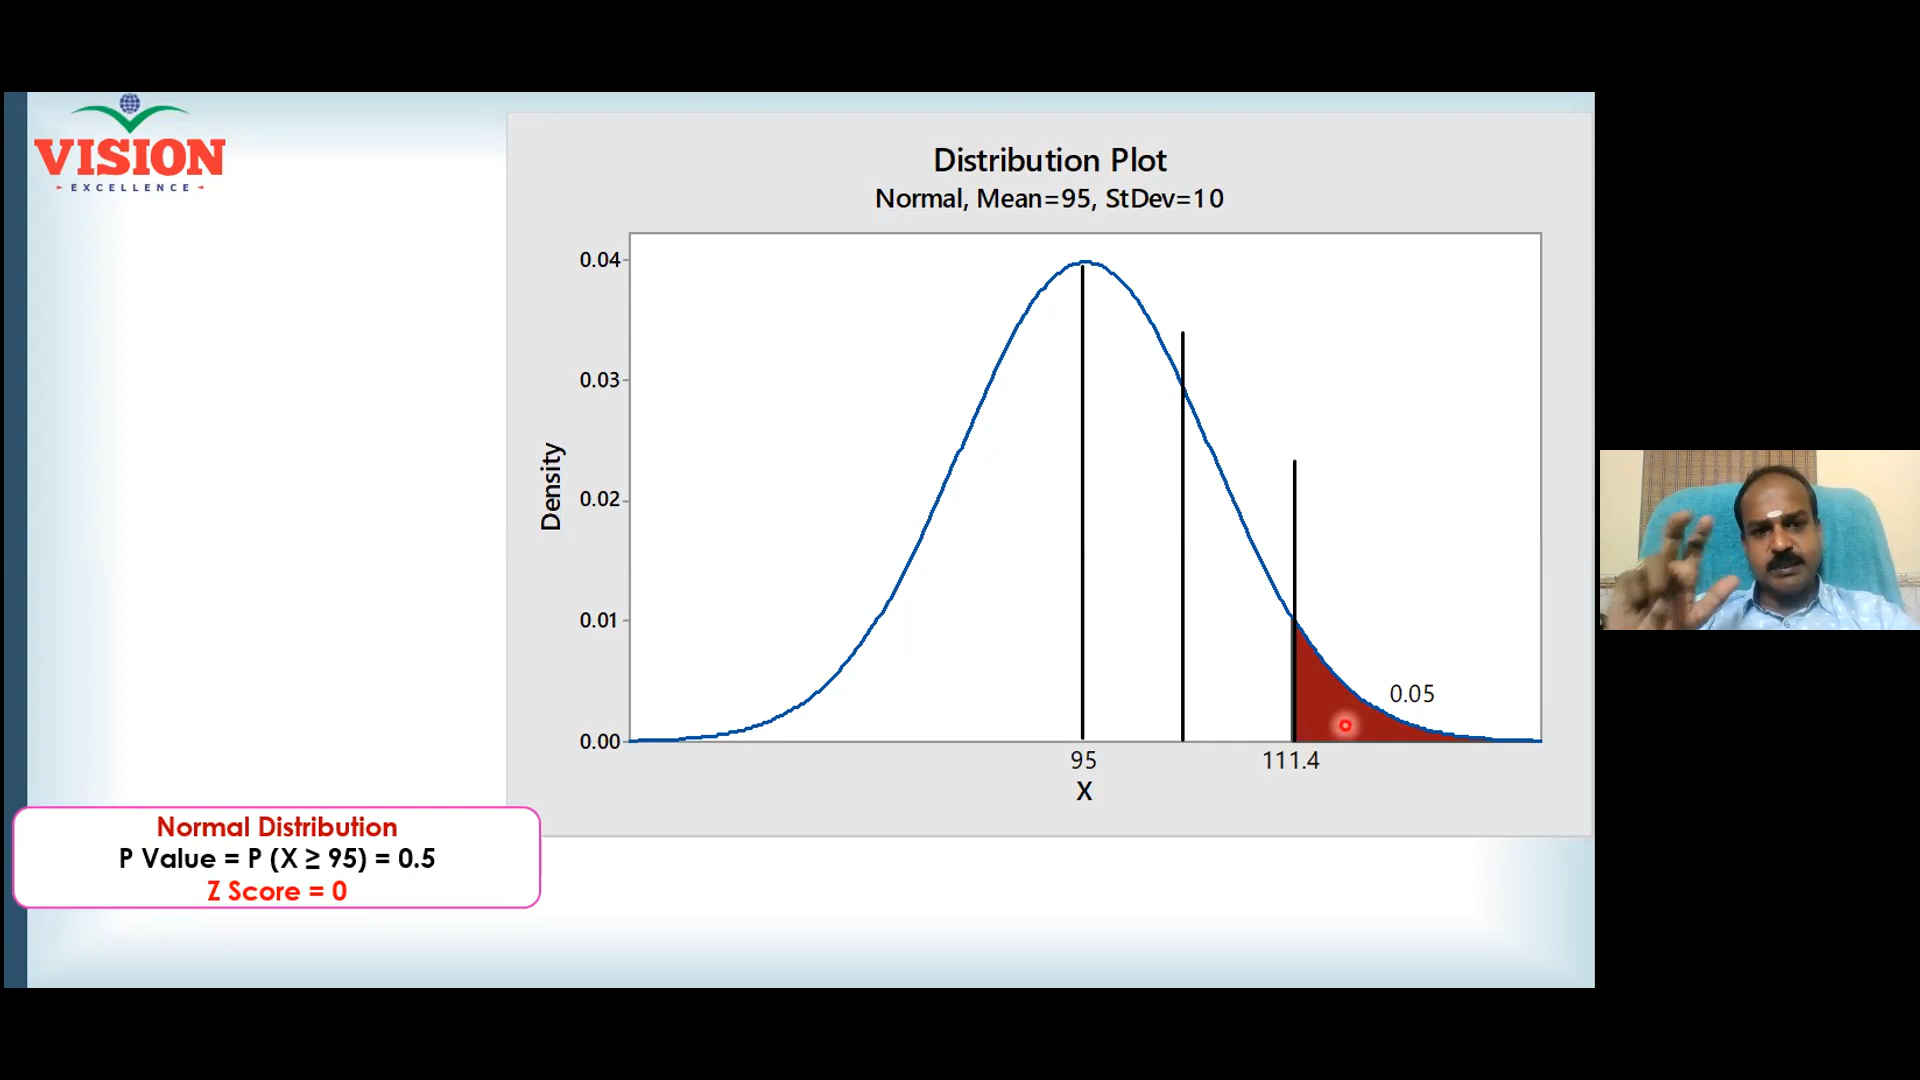 VISION
EXCELLENCE
Distribution Plot
Normal, Mean=95, StDev=10
0.04
0.03
0.02
0.01
0.00
Density
0.05
95
111.4
X
Normal Distribution
P Value = P (X ≥ 95) = 0.5
Z Score = 0